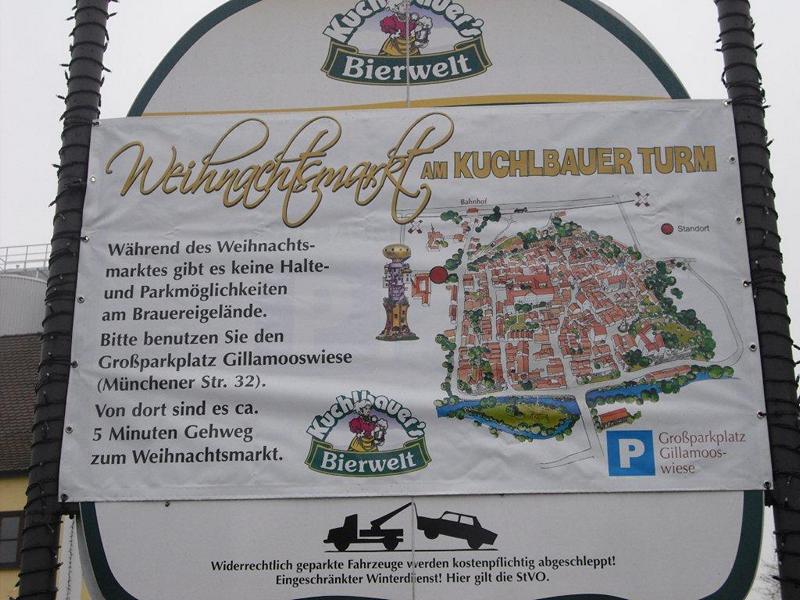 Kuchlbauer's
Bierwelt
Weihnachtsmarkt AM KUCHLBAUER TURM
Bahnhof
Standort
Während des Weihnachts-
marktes gibt es keine Halte-
und Parkmöglichkeiten
am Brauereigelände.
Bitte benutzen Sie den
Großparkplatz Gillamooswiese
(Münchener Str. 32).
Von dort sind es ca.
5 Minuten Gehweg
zum Weihnachtsmarkt.
Kuchlbauer's
Bierwelt
P
Großparkplatz
Gillamoos-
wiese
Widerrechtlich geparkte Fahrzeuge werden kostenpflichtig abgeschleppt!
Eingeschränkter Winterdienst! Hier gilt die StVO.